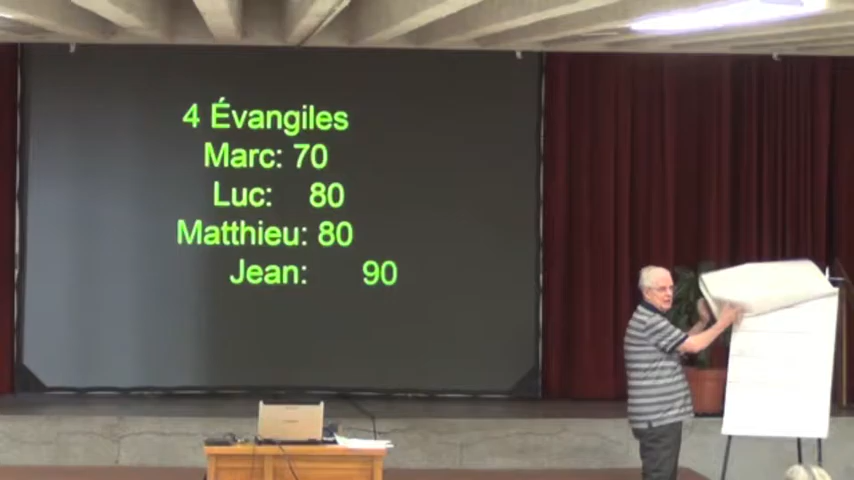 4 Évangiles
Marc: 70
Luc: 80
Matthieu: 80
Jean: 90